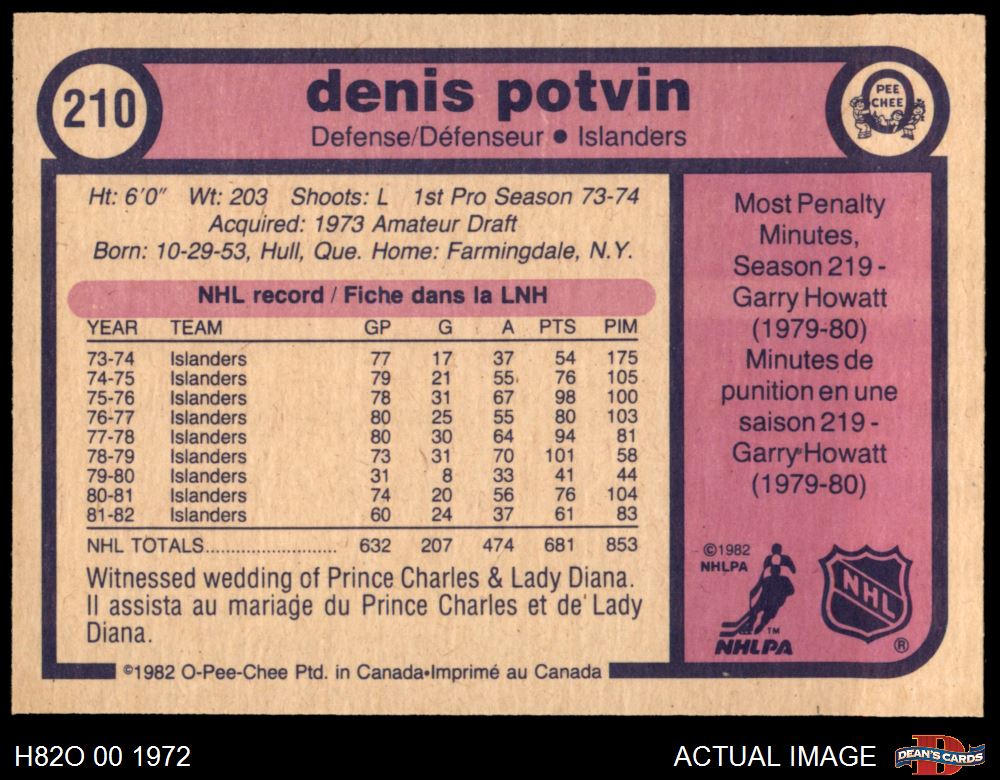 210
denis potvin
Defense/Défenseur • Islanders
PEE
CHEE
Ht: 6'0" Wt: 203 Shoots: L 1st Pro Season 73-74
Acquired: 1973 Amateur Draft
Born: 10-29-53, Hull, Que. Home: Farmingdale, N.Y.
NHL record / Fiche dans la LNH
YEAR TEAM GP G A PTS PIM
73-74 Islanders 77 17 37 54 175
74-75 Islanders 79 21 55 76 105
75-76 Islanders 78 31 67 98 100
76-77 Islanders 80 25 55 80 103
77-78 Islanders 80 30 64 94 81
78-79 Islanders 73 31 70 101 58
79-80 Islanders 31 8 33 41 44
80-81 Islanders 74 20 56 76 104
81-82 Islanders 60 24 37 61 83
NHL TOTALS........................ 632 207 474 681 853
Witnessed wedding of Prince Charles & Lady Diana.
Il assista au mariage du Prince Charles et de Lady
Diana.
©1982 O-Pee-Chee Ptd. in Canada•Imprimé au Canada
Most Penalty
Minutes,
Season 219 -
Garry Howatt
(1979-80)
Minutes de
punition en une
saison 219 -
Garry Howatt
(1979-80)
©1982
NHLPA
TM
NHLPA
NHL
®
H82O 00 1972
ACTUAL IMAGE
D
DEAN'S CARDS